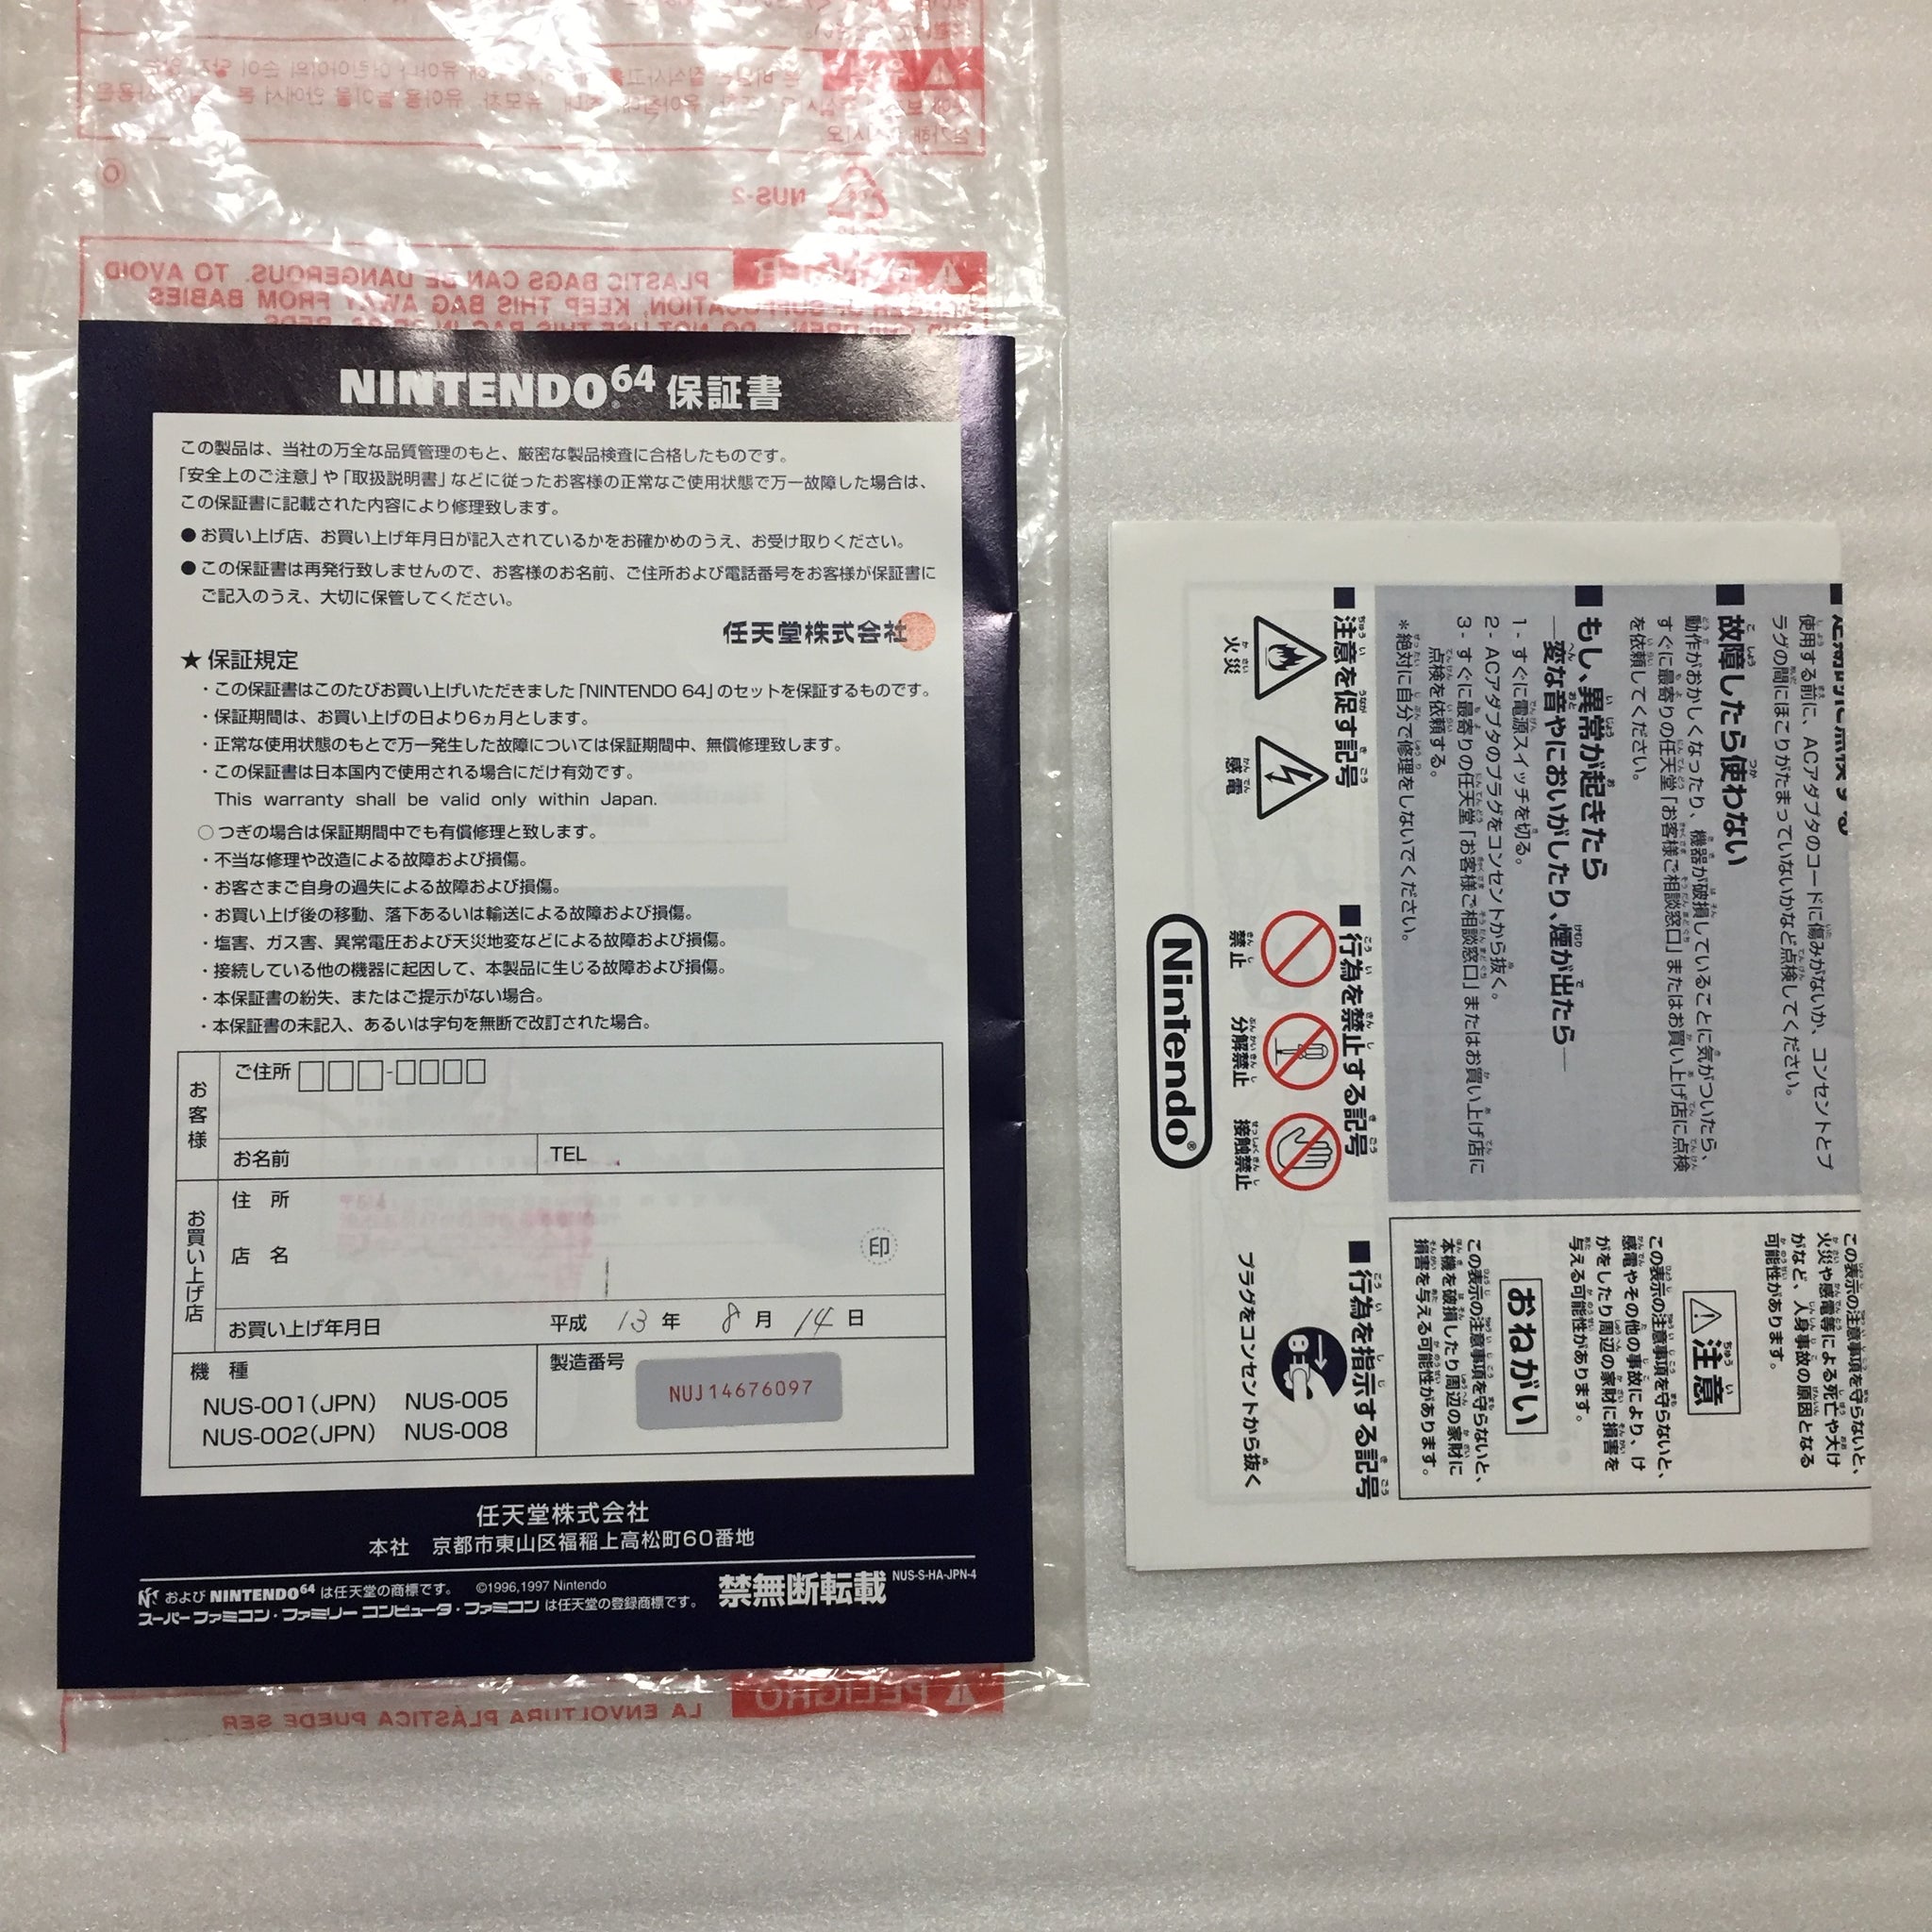 NUS-2
PLASTIC BAGS CAN BE DANGEROUS. TO AVOID
DANGER OF SUFFOCATION, KEEP THIS BAG AWAY FROM BABIES
NINTENDO64 保証書
この製品は、当社の万全な品質管理のもと、厳密な製品検査に合格したものです。
「安全上のご注意」や「取扱説明書」などに従ったお客様の正常なご使用状態で万一故障した場合は、
この保証書に記載された内容により修理致します。
●お買い上げ店、お買い上げ年月日が記入されているかをお確かめのうえ、お受け取りください。
●この保証書は再発行致しませんので、お客様のお名前、ご住所および電話番号をお客様が保証書に
ご記入のうえ、大切に保管してください。
任天堂株式会社
★保証規定
・この保証書はこのたびお買い上げいただきました「NINTENDO 64」のセットを保証するものです。
・保証期間は、お買い上げの日より6ヵ月とします。
・正常な使用状態のもとで万一発生した故障については保証期間中、無償修理致します。
・この保証書は日本国内で使用される場合にだけ有効です。
This warranty shall be valid only within Japan.
○つぎの場合は保証期間中でも有償修理と致します。
・不当な修理や改造による故障および損傷。
・お客さまご自身の過失による故障および損傷。
・お買い上げ後の移動、落下あるいは輸送による故障および損傷。
・塩害、ガス害、異常電圧および天災地変などによる故障および損傷。
・接続している他の機器に起因して、本製品に生じる故障および損傷。
・本保証書の紛失、またはご提示がない場合。
・本保証書の未記入、あるいは字句を無断で改訂された場合。
お客様
ご住所 □□□-□□□□
お名前 TEL
お買い上げ店
住 所
店 名 印
お買い上げ年月日 平成 13 年 8 月 14 日
機 種 製造番号
NUS-001(JPN) NUS-005
NUS-002(JPN) NUS-008
NUJ14676097
任天堂株式会社
本社 京都市東山区福稲上高松町60番地
および NINTENDO64 は任天堂の商標です。 ©1996,1997 Nintendo
スーパーファミコン・ファミリーコンピュータ・ファミコン は任天堂の登録商標です。
禁無断転載 NUS-S-HA-JPN-4
PELIGRO LA ENVOLTURA PLÁSTICA PUEDE SER
使用する前に、ACアダプタのコードに傷みがないか、コンセントとプ
ラグの間にほこりがたまっていないかなど点検してください。
■故障したら使わない
動作がおかしくなったり、機器が破損していることに気がついたら、
すぐに最寄りの任天堂「お客様ご相談窓口」またはお買い上げ店に点検
を依頼してください。
■もし、異常が起きたら
―変な音やにおいがしたり、煙が出たら―
1- すぐに電源スイッチを切る。
2- ACアダプタのプラグをコンセントから抜く。
3- すぐに最寄りの任天堂「お客様ご相談窓口」またはお買い上げ店に
点検を依頼する。
*絶対に自分で修理をしないでください。
この表示の注意事項を守らないと、
火災や感電等による死亡や大け
がなど、人身事故の原因となる
可能性があります。
注意
この表示の注意事項を守らないと、
感電やその他の事故により、け
がをしたり周辺の家財に損害を
与える可能性があります。
おねがい
この表示の注意事項を守らないと、
本機を破損したり周辺の家財に
損害を与える可能性があります。
■注意を促す記号
火災
感電
■行為を禁止する記号
禁止
分解禁止
接触禁止
■行為を指示する記号
プラグをコンセントから抜く
Nintendo®